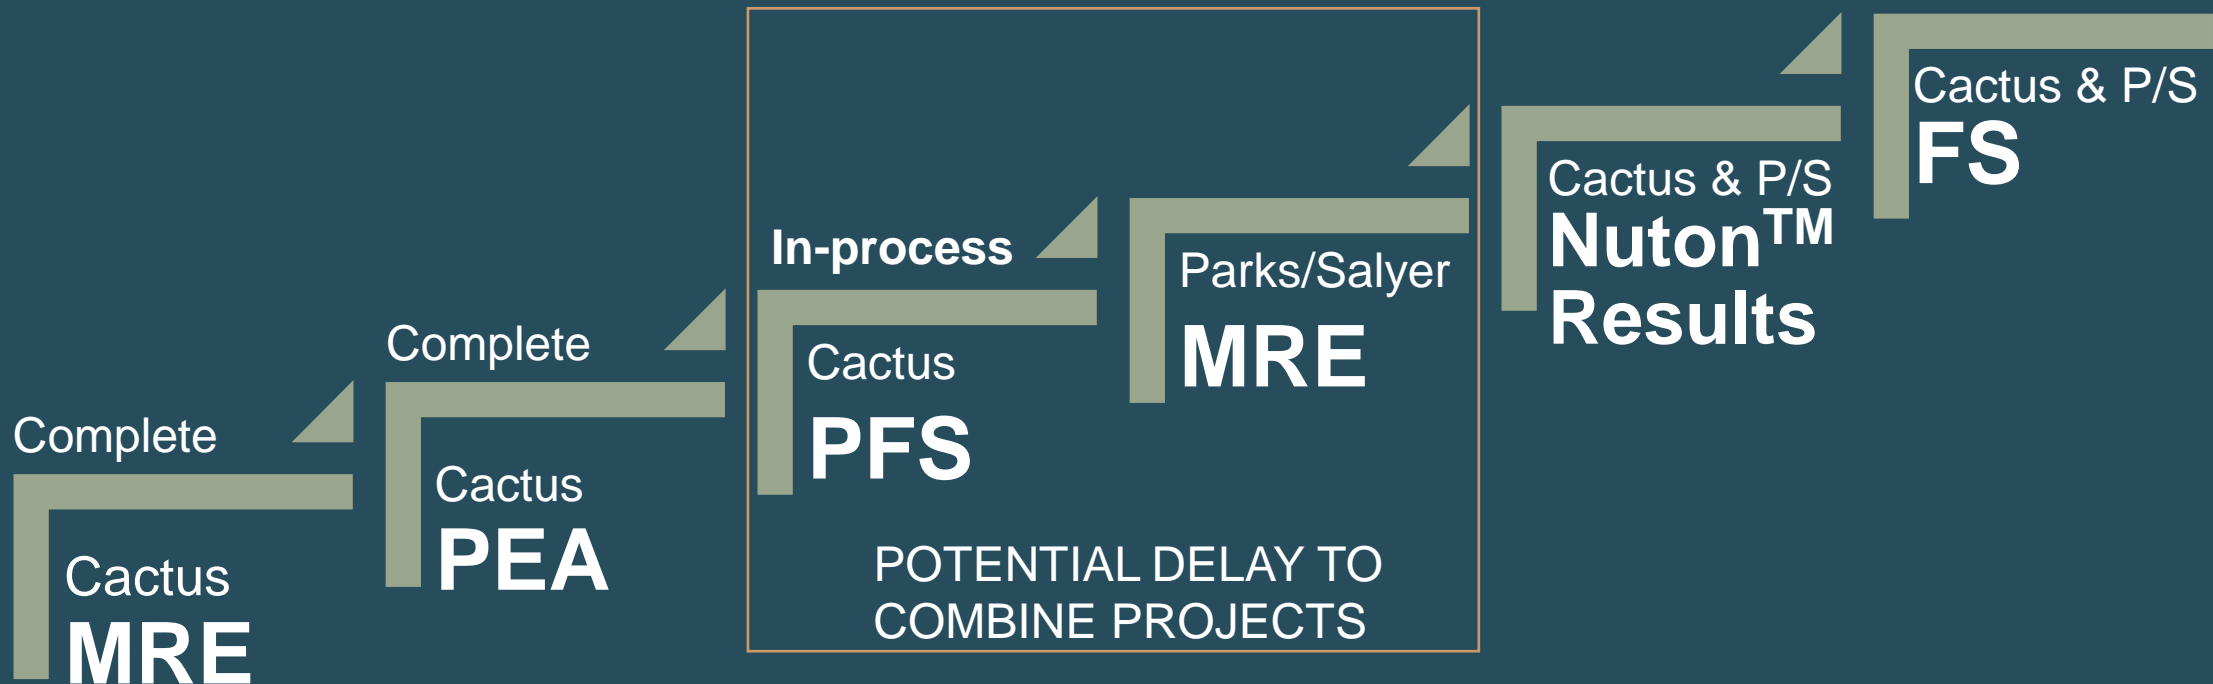 Complete
Cactus
MRE
Complete
Cactus
PEA
In-process
Cactus
PFS
Parks/Salyer
MRE
POTENTIAL DELAY TO
COMBINE PROJECTS
Cactus & P/S
Nuton™
Results
Cactus & P/S
FS